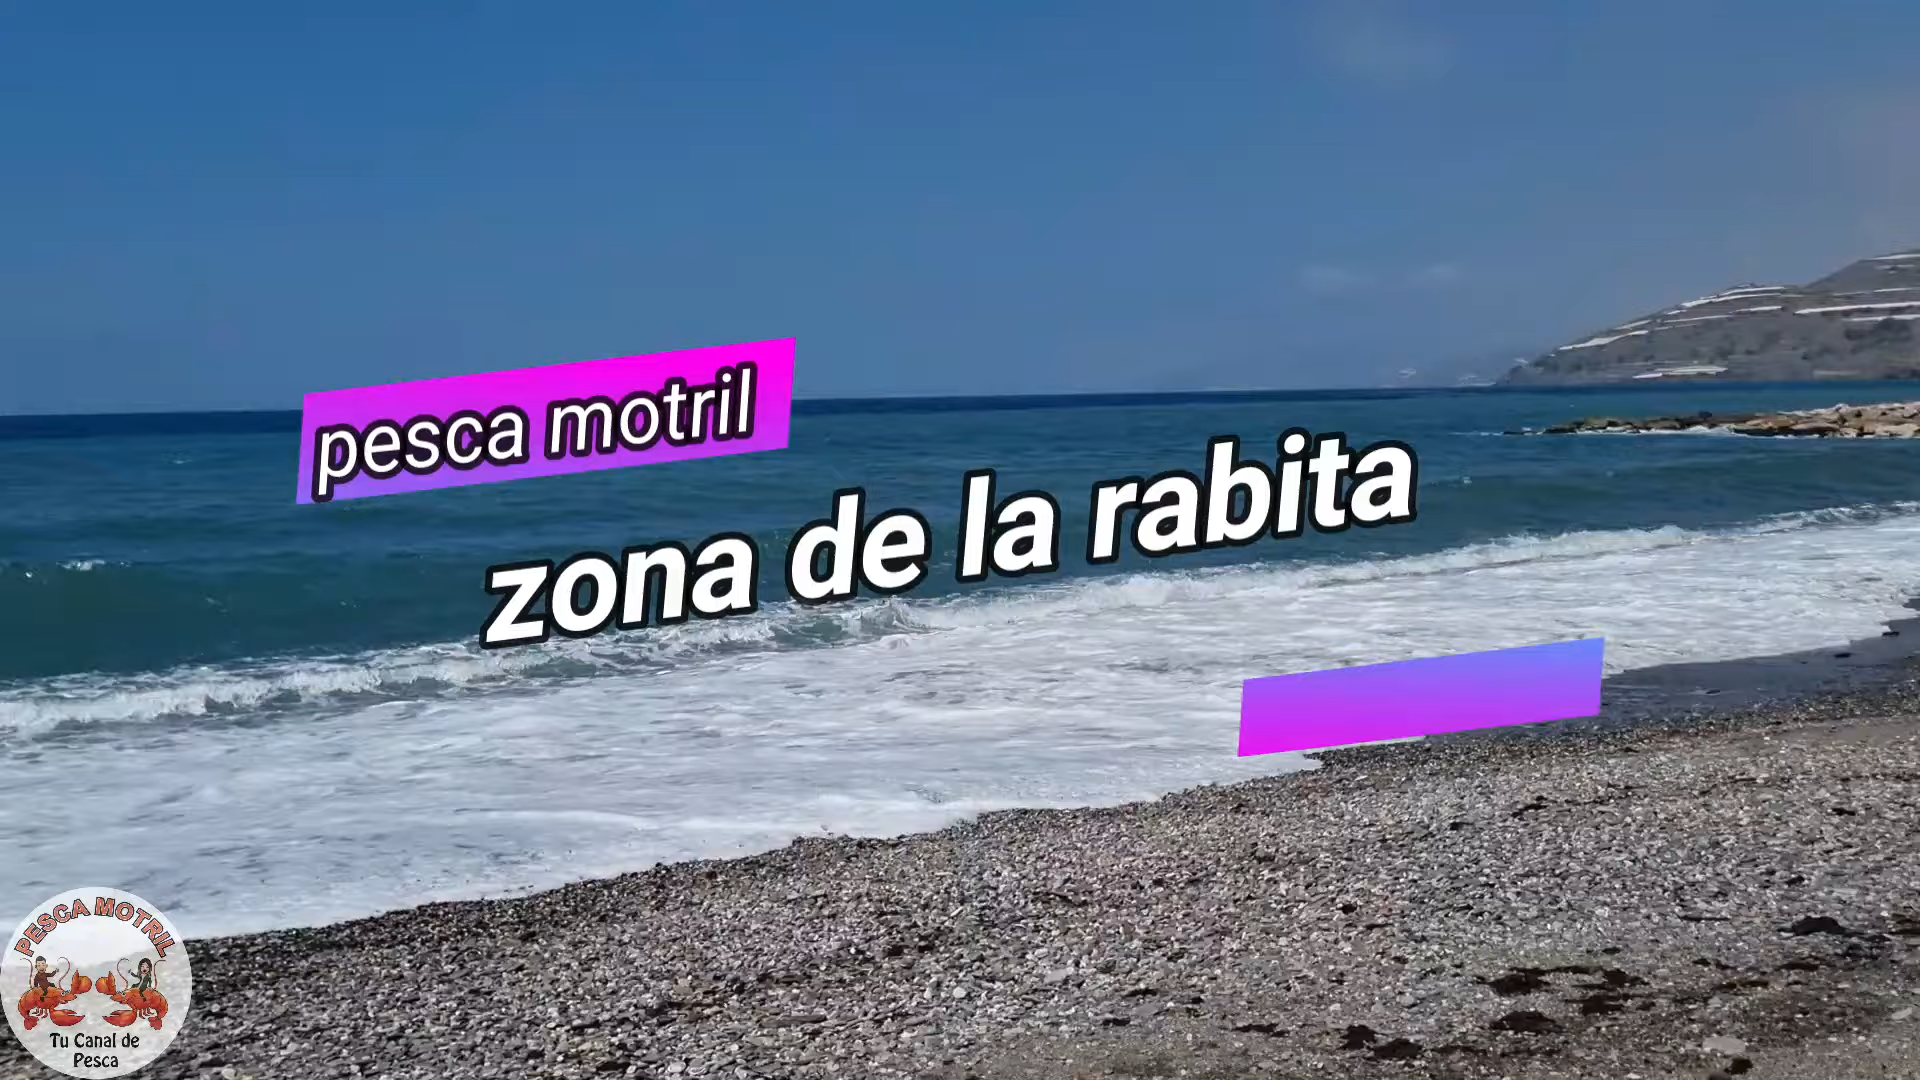 pesca motril
zona de la rabita
PESCA MOTRIL
Tu Canal de
Pesca